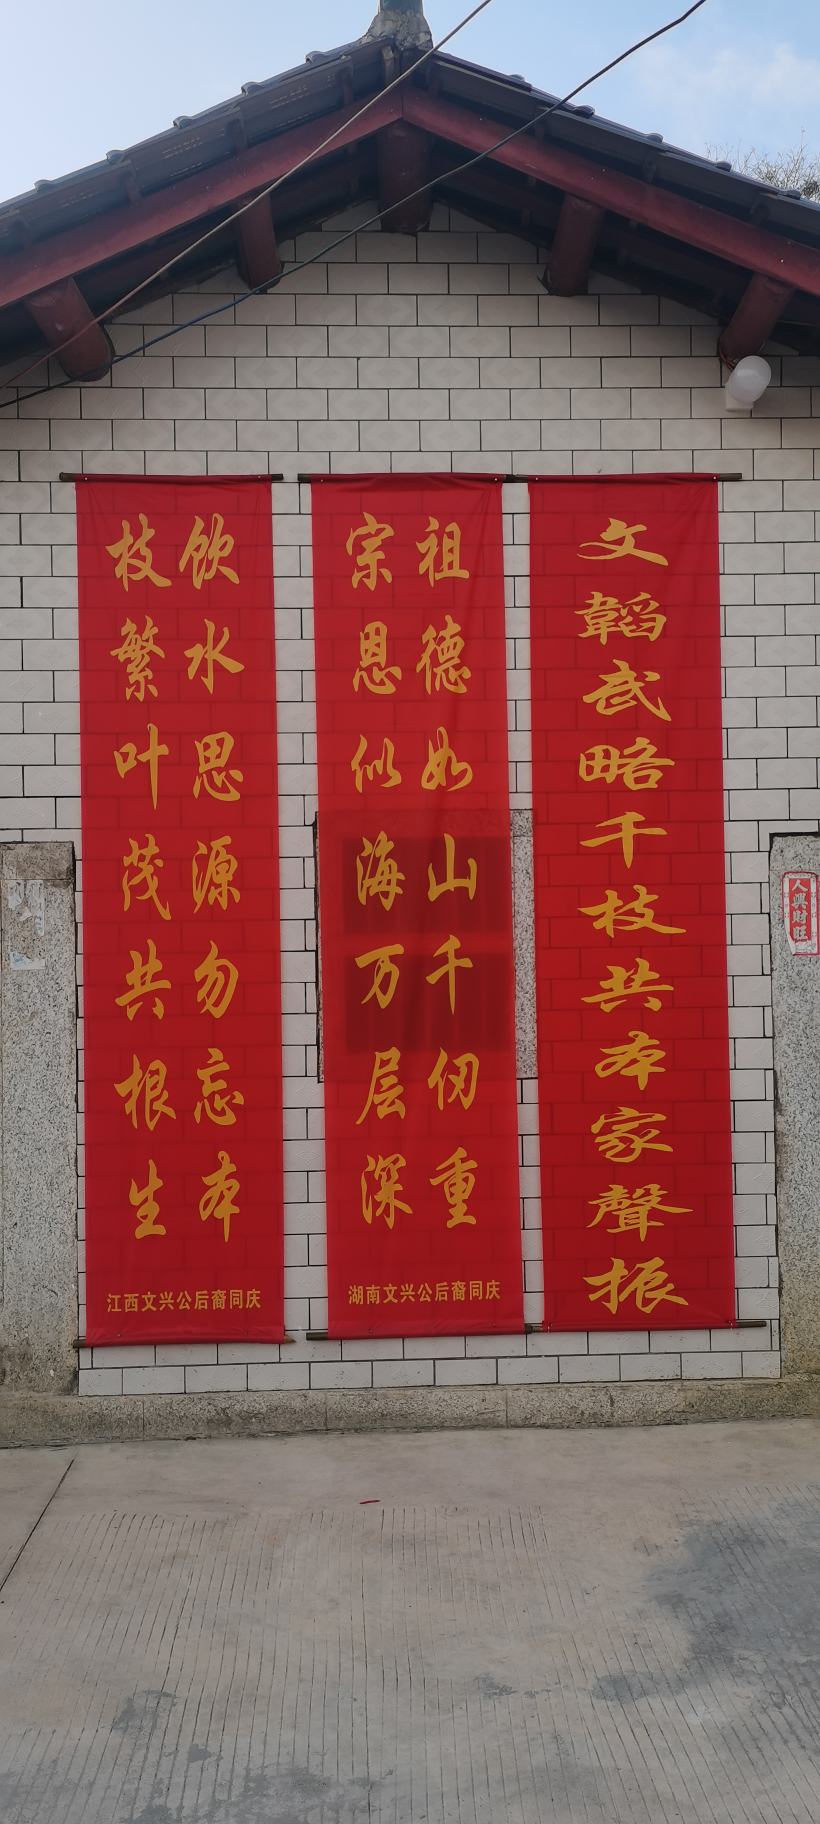 文韜武略千枝共本家聲振
祖德如山千仞重
宗恩似海万层深
湖南文兴公后裔同庆
饮水思源勿忘本
枝繁叶茂共根生
江西文兴公后裔同庆
人興財旺